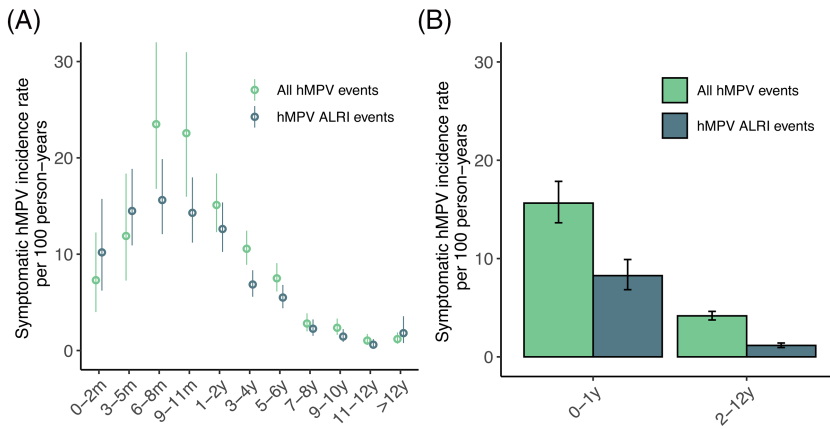 (A)
Symptomatic hMPV incidence rate
per 100 person−years
30
20
10
0
All hMPV events
hMPV ALRI events
0−2m
3−5m
6−8m
9−11m
1−2y
3−4y
5−6y
7−8y
9−10y
11−12y
>12y
(B)
Symptomatic hMPV incidence rate
per 100 person−years
30
20
10
0
All hMPV events
hMPV ALRI events
0−1y
2−12y